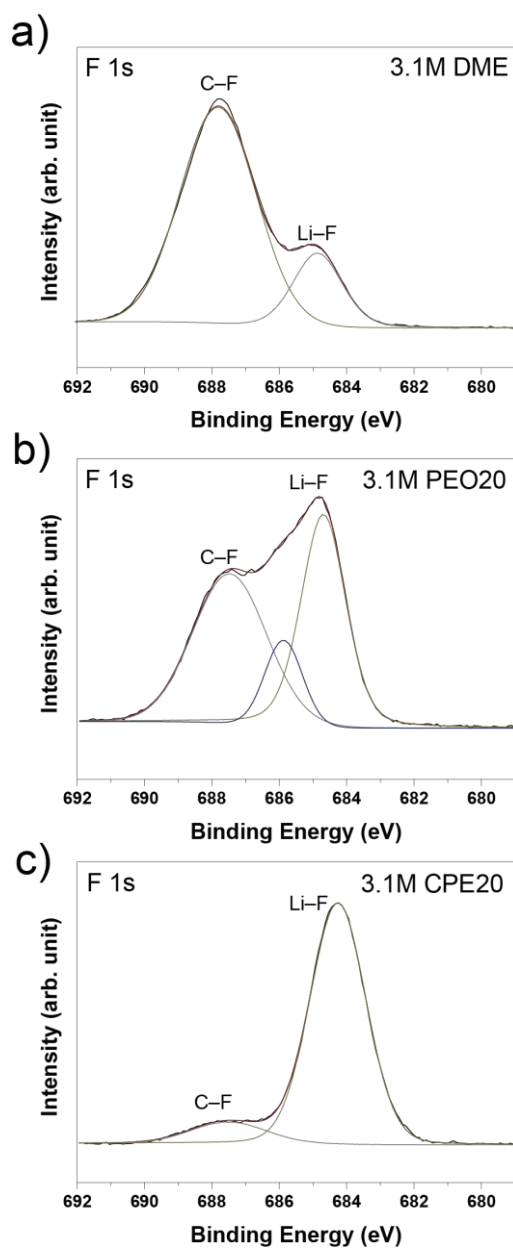 a)
F 1s
3.1M DME
C–F
Li–F
Intensity (arb. unit)
692 690 688 686 684 682 680
Binding Energy (eV)
b)
F 1s
Li–F
3.1M PEO20
C–F
Intensity (arb. unit)
692 690 688 686 684 682 680
Binding Energy (eV)
c)
F 1s
Li–F
3.1M CPE20
C–F
Intensity (arb. unit)
692 690 688 686 684 682 680
Binding Energy (eV)